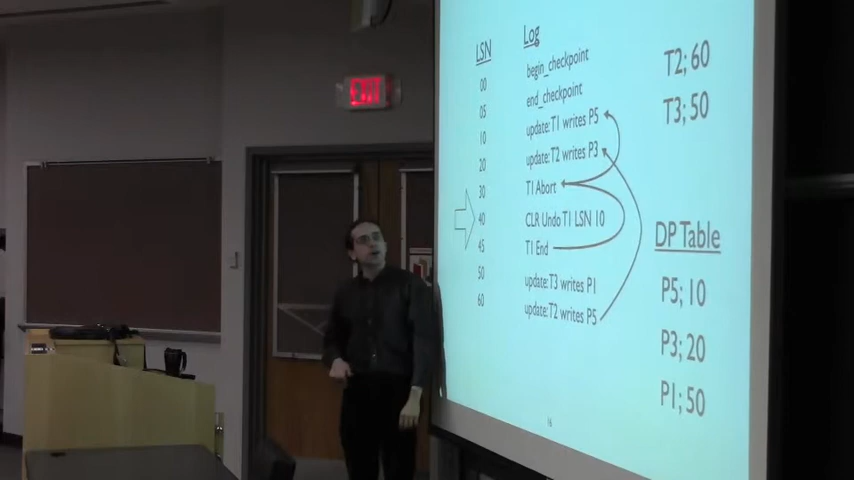 EXIT
LSN Log
00 begin_checkpoint
05 end_checkpoint
10 update: T1 writes P5
20 update: T2 writes P3
30 T1 Abort
40 CLR Undo T1 LSN 10
45 T1 End
50 update: T3 writes P1
60 update: T2 writes P5
T2; 60
T3; 50
DP Table
P5; 10
P3; 20
P1; 50